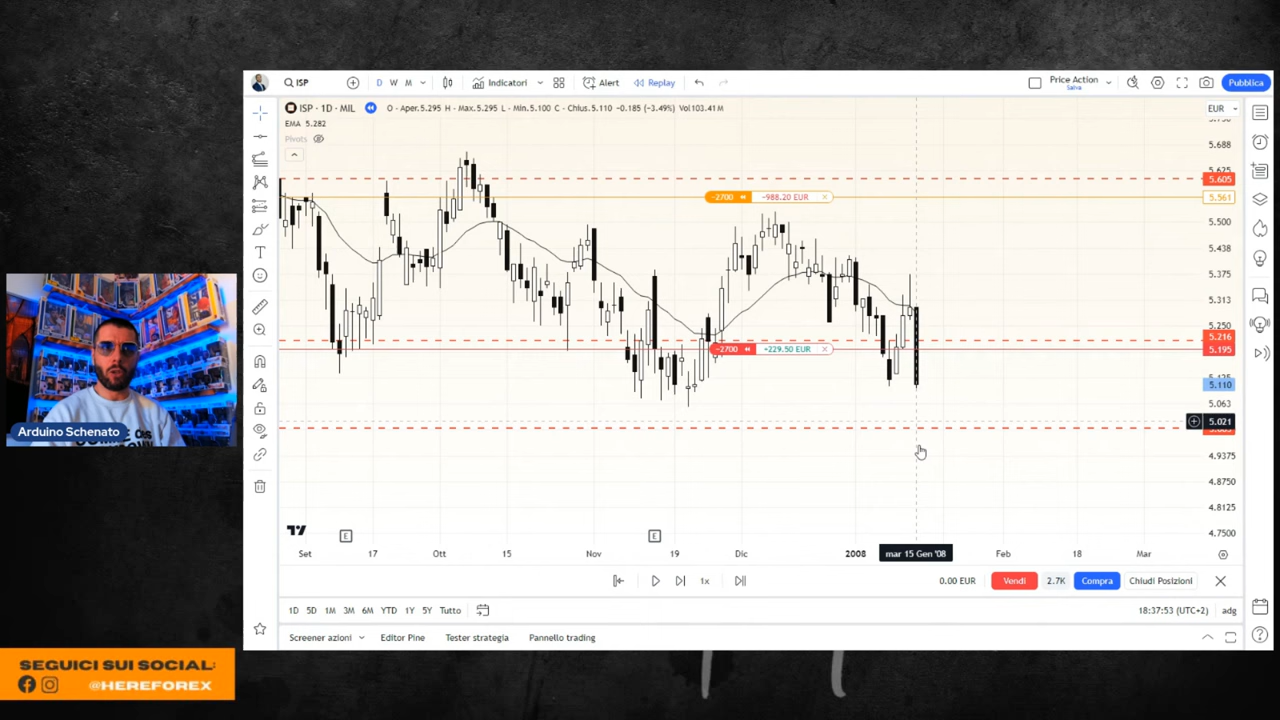 ISP
D W M
Indicatori
Alert
Replay
Price Action
Salva
Pubblica
ISP · 1D · MIL
O - Aper.5.295 H - Max.5.295 L - Min.5.100 C - Chius.5.110 -0.185 (-3.49%) Vol103.41M
EUR
EMA 5.282
Pivots
5.688
5.605
-2700
-988.20 EUR
5.561
5.500
5.438
5.375
5.313
5.250
5.216
-2700
+229.50 EUR
5.195
5.110
5.063
5.021
4.9375
4.8750
4.8125
4.7500
E
E
Set
17
Ott
15
Nov
19
Dic
2008
mar 15 Gen '08
Feb
18
Mar
1x
0.00 EUR
Vendi
2.7K
Compra
Chiudi Posizioni
1D 5D 1M 3M 6M YTD 1Y 5Y Tutto
18:37:53 (UTC+2)
adg
Screener azioni
Editor Pine
Tester strategia
Pannello trading
Arduino Schenato
SEGUICI SUI SOCIAL:
@HEREFOREX